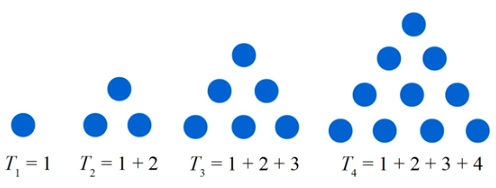 T₁ = 1 T₂ = 1 + 2 T₃ = 1 + 2 + 3 T₄ = 1 + 2 + 3 + 4